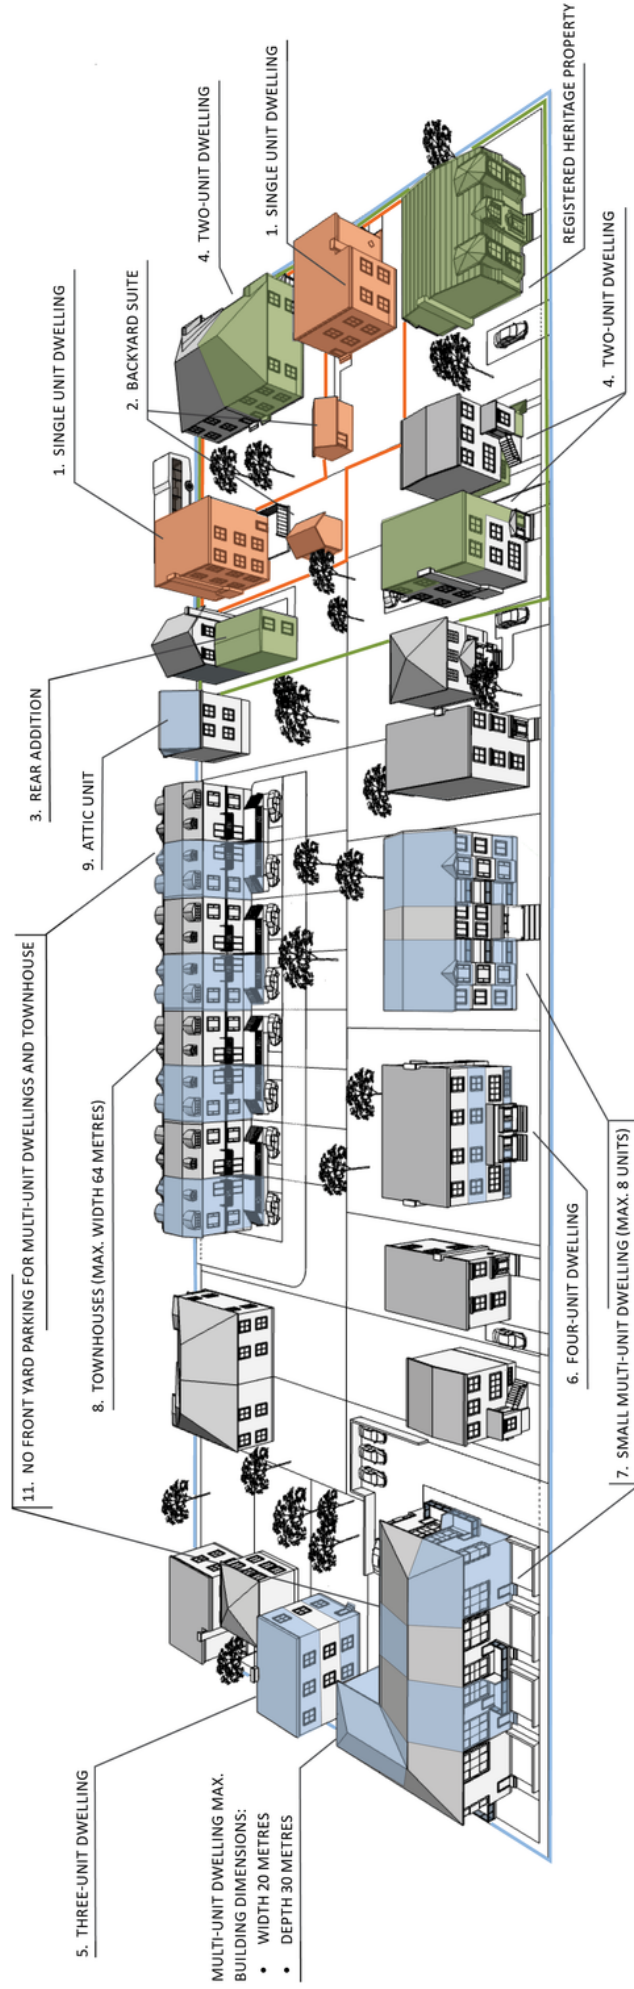 11. NO FRONT YARD PARKING FOR MULTI-UNIT DWELLINGS AND TOWNHOUSE
5. THREE-UNIT DWELLING
MULTI-UNIT DWELLING MAX.
BUILDING DIMENSIONS:
• WIDTH 20 METRES
• DEPTH 30 METRES
8. TOWNHOUSES (MAX. WIDTH 64 METRES)
9. ATTIC UNIT
3. REAR ADDITION
1. SINGLE UNIT DWELLING
2. BACKYARD SUITE
4. TWO-UNIT DWELLING
1. SINGLE UNIT DWELLING
7. SMALL MULTI-UNIT DWELLING (MAX. 8 UNITS)
6. FOUR-UNIT DWELLING
4. TWO-UNIT DWELLING
REGISTERED HERITAGE PROPERTY